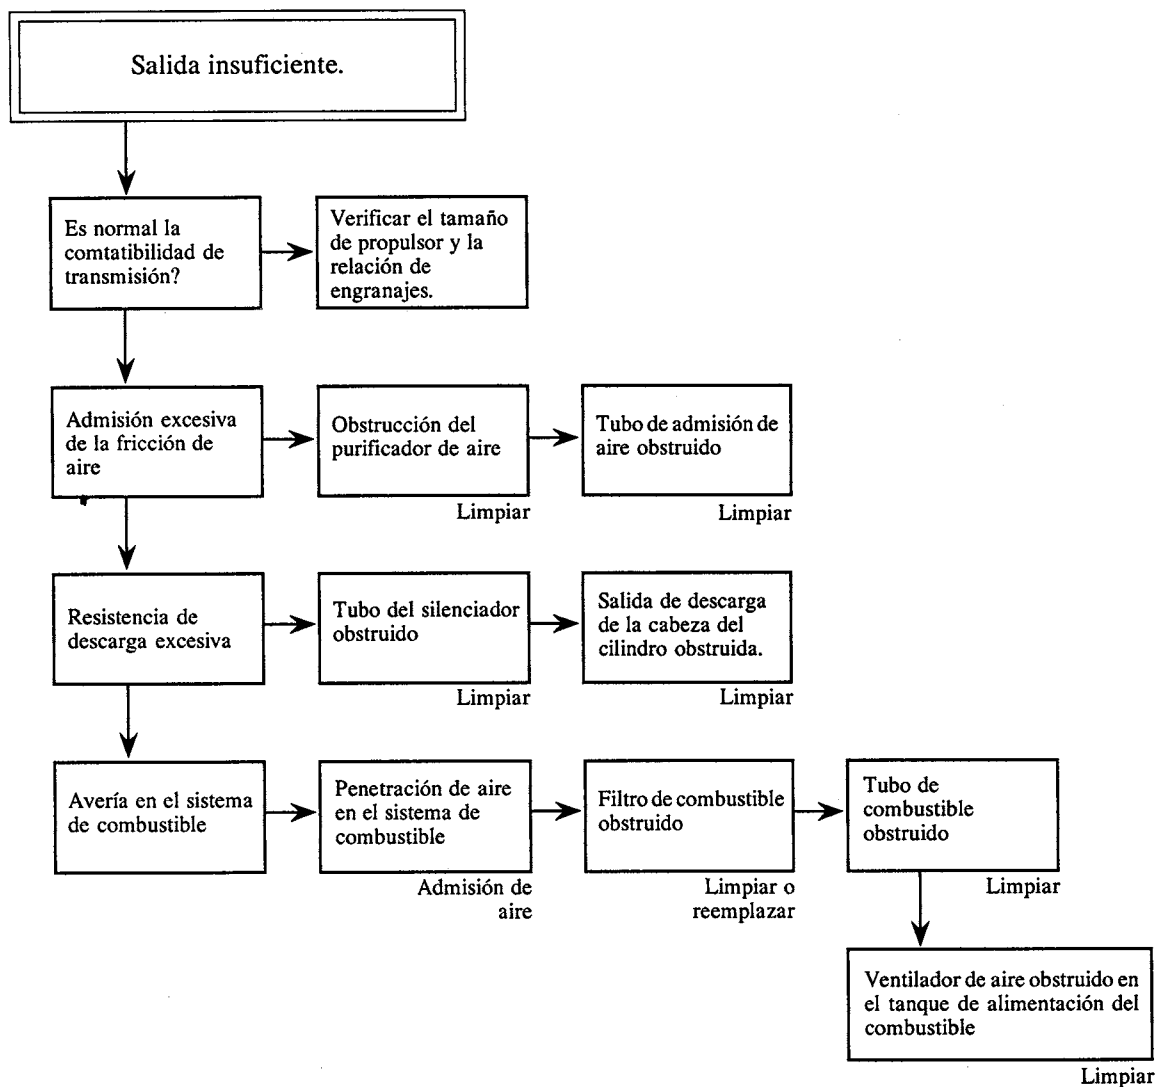 Salida insuficiente.
Es normal la
comtatibilidad de
transmisión?
Verificar el tamaño
de propulsor y la
relación de
engranajes.
Admisión excesiva
de la fricción de
aire
Obstrucción del
purificador de aire
Limpiar
Tubo de admisión de
aire obstruido
Limpiar
Resistencia de
descarga excesiva
Tubo del silenciador
obstruido
Limpiar
Salida de descarga
de la cabeza del
cilindro obstruida.
Limpiar
Avería en el sistema
de combustible
Penetración de aire
en el sistema de
combustible
Admisión de
aire
Filtro de combustible
obstruido
Limpiar o
reemplazar
Tubo de
combustible
obstruido
Limpiar
Ventilador de aire obstruido en
el tanque de alimentación del
combustible
Limpiar